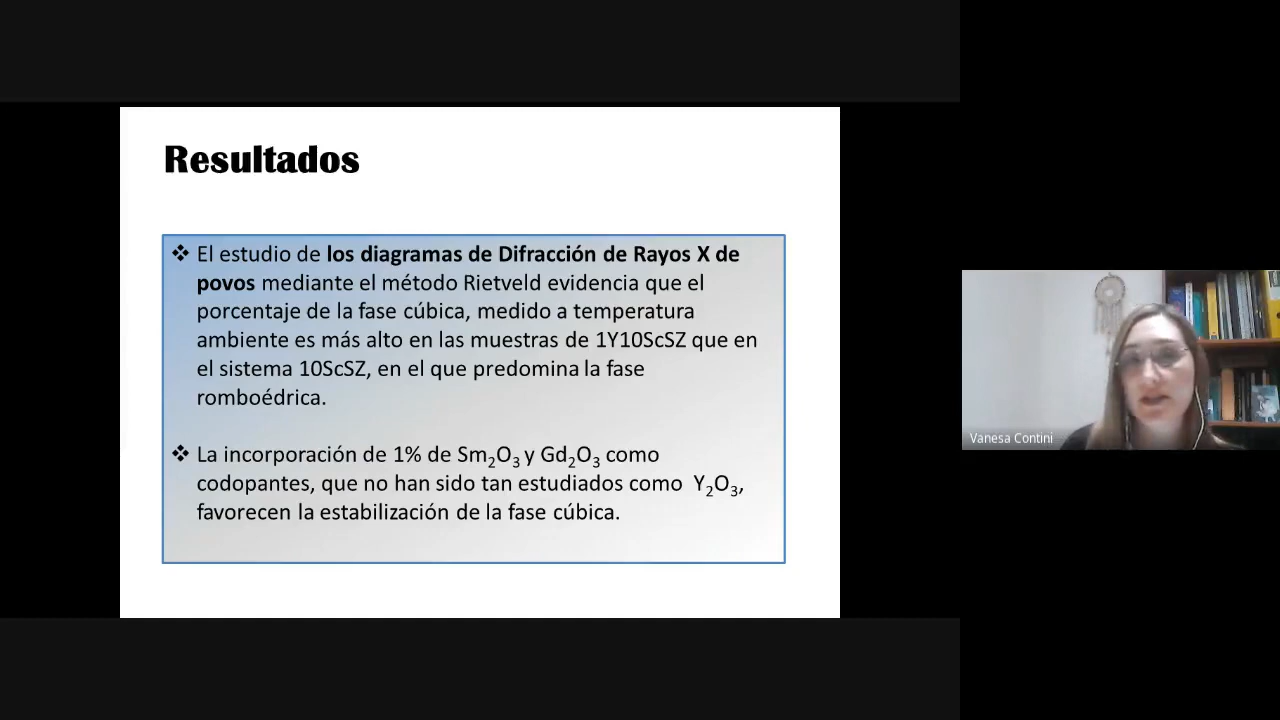 Resultados
❖ El estudio de los diagramas de Difracción de Rayos X de
povos mediante el método Rietveld evidencia que el
porcentaje de la fase cúbica, medido a temperatura
ambiente es más alto en las muestras de 1Y10ScSZ que en
el sistema 10ScSZ, en el que predomina la fase
romboédrica.
❖ La incorporación de 1% de Sm₂O₃ y Gd₂O₃ como
codopantes, que no han sido tan estudiados como Y₂O₃,
favorecen la estabilización de la fase cúbica.
Vanesa Contini